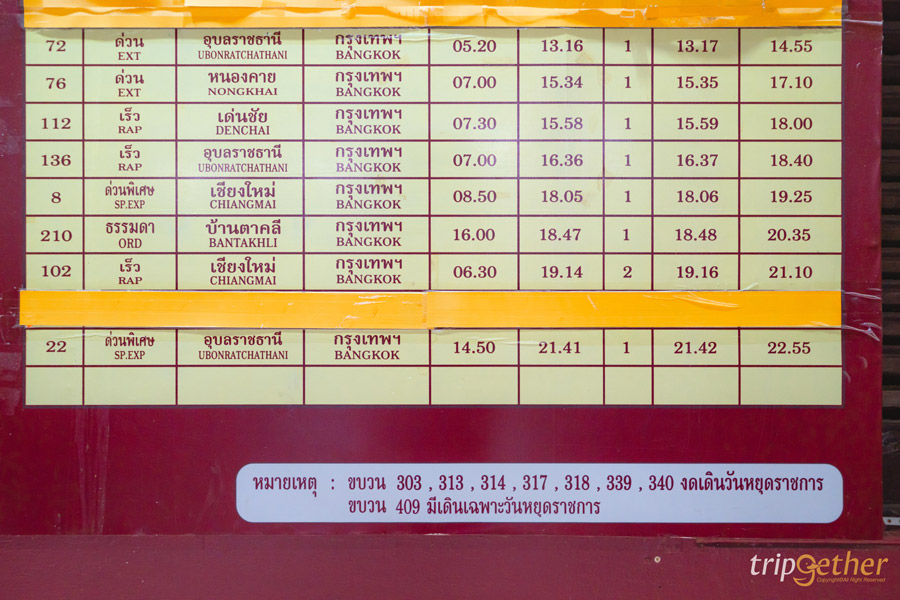 72 ด่วน EXT อุบลราชธานี UBONRATCHATHANI กรุงเทพฯ BANGKOK 05.20 13.16 1 13.17 14.55
76 ด่วน EXT หนองคาย NONGKHAI กรุงเทพฯ BANGKOK 07.00 15.34 1 15.35 17.10
112 เร็ว RAP เด่นชัย DENCHAI กรุงเทพฯ BANGKOK 07.30 15.58 1 15.59 18.00
136 เร็ว RAP อุบลราชธานี UBONRATCHATHANI กรุงเทพฯ BANGKOK 07.00 16.36 1 16.37 18.40
8 ด่วนพิเศษ SP.EXP เชียงใหม่ CHIANGMAI กรุงเทพฯ BANGKOK 08.50 18.05 1 18.06 19.25
210 ธรรมดา ORD บ้านตาคลี BANTAKHLI กรุงเทพฯ BANGKOK 16.00 18.47 1 18.48 20.35
102 เร็ว RAP เชียงใหม่ CHIANGMAI กรุงเทพฯ BANGKOK 06.30 19.14 2 19.16 21.10
22 ด่วนพิเศษ SP.EXP อุบลราชธานี UBONRATCHATHANI กรุงเทพฯ BANGKOK 14.50 21.41 1 21.42 22.55
หมายเหตุ : ขบวน 303 , 313 , 314 , 317 , 318 , 339 , 340 งดเดินวันหยุดราชการ
ขบวน 409 มีเดินเฉพาะวันหยุดราชการ
tripGether
Copyright©All Right Reserved